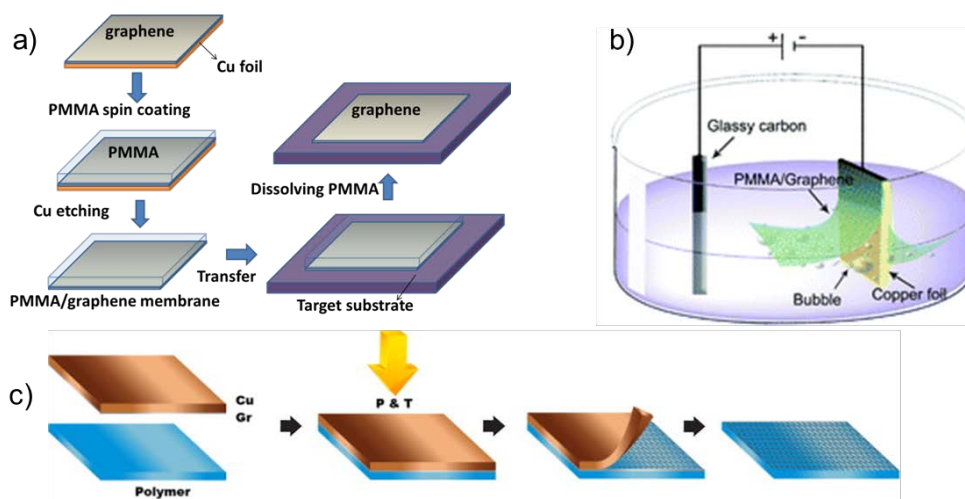 a)
graphene
Cu foil
PMMA spin coating
PMMA
Cu etching
PMMA/graphene membrane
Transfer
graphene
Dissolving PMMA
Target substrate
b)
+ -
Glassy carbon
PMMA/Graphene
Bubble
Copper foil
c)
Cu
Gr
Polymer
P & T